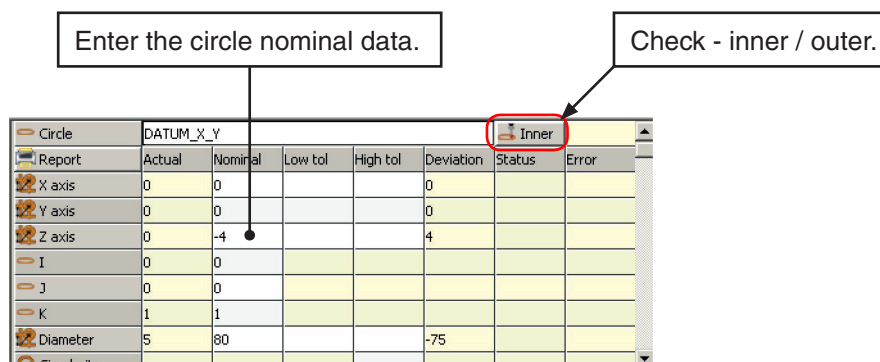 Enter the circle nominal data.
Check - inner / outer.
Circle DATUM_X_Y Inner
Report Actual Nominal Low tol High tol Deviation Status Error
X axis 0 0 0
Y axis 0 0 0
Z axis 0 -4 4
I 0 0
J 0 0
K 1 1
Diameter 5 80 -75